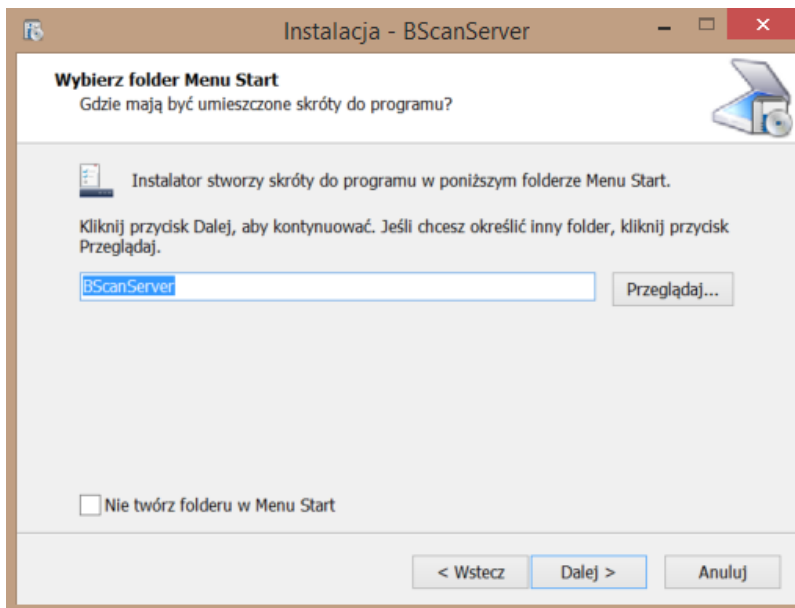 Instalacja - BScanServer
Wybierz folder Menu Start
Gdzie mają być umieszczone skróty do programu?
Instalator stworzy skróty do programu w poniższym folderze Menu Start.
Kliknij przycisk Dalej, aby kontynuować. Jeśli chcesz określić inny folder, kliknij przycisk
Przeglądaj.
BScanServer
Przeglądaj...
Nie twórz folderu w Menu Start
< Wstecz
Dalej >
Anuluj